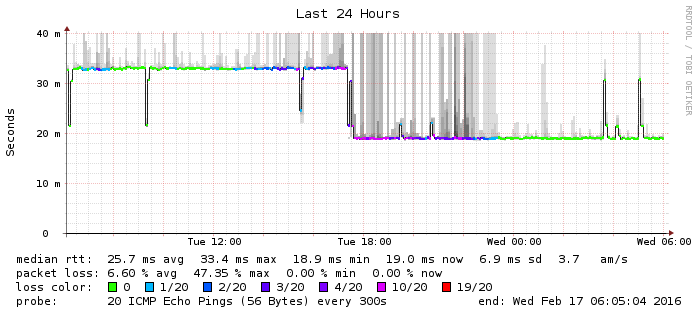 Last 24 Hours
RRDTOOL / TOBI OETIKER
Seconds
40 m
30 m
20 m
10 m
0
Tue 12:00 Tue 18:00 Wed 00:00 Wed 06:00
median rtt: 25.7 ms avg 33.4 ms max 18.9 ms min 19.0 ms now 6.9 ms sd 3.7 am/s
packet loss: 6.60 % avg 47.35 % max 0.00 % min 0.00 % now
loss color: 0 1/20 2/20 3/20 4/20 10/20 19/20
probe: 20 ICMP Echo Pings (56 Bytes) every 300s end: Wed Feb 17 06:05:04 2016